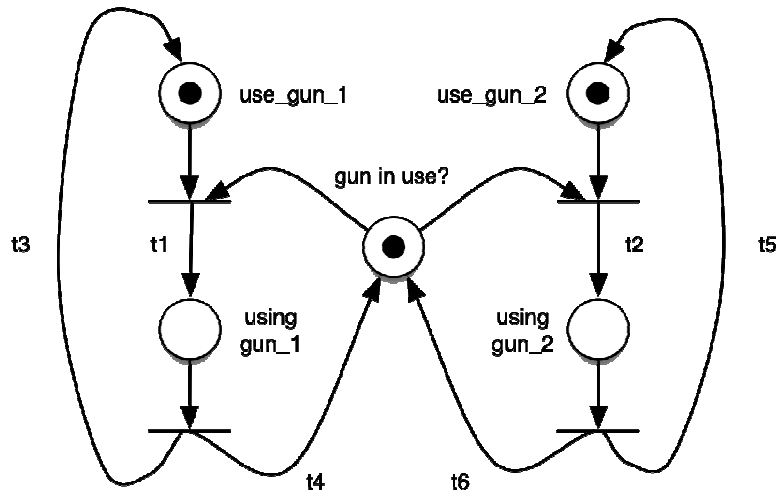 use_gun_1
use_gun_2
gun in use?
t3
t1
t2
t5
using
gun_1
using
gun_2
t4
t6